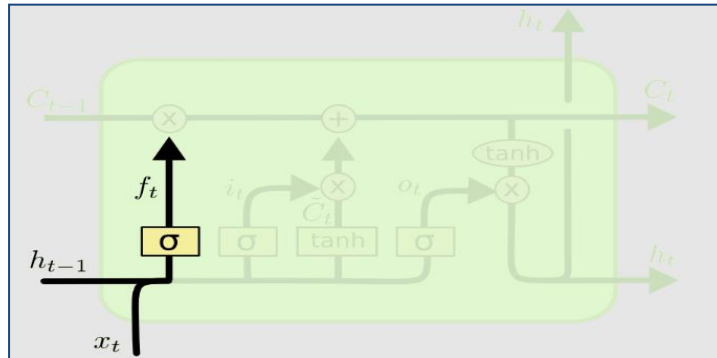 h_t
C_{t-1} × + C_t
tanh
f_t i_t × o_t ×
C̃_t
σ σ tanh σ
h_{t-1} h_t
x_t